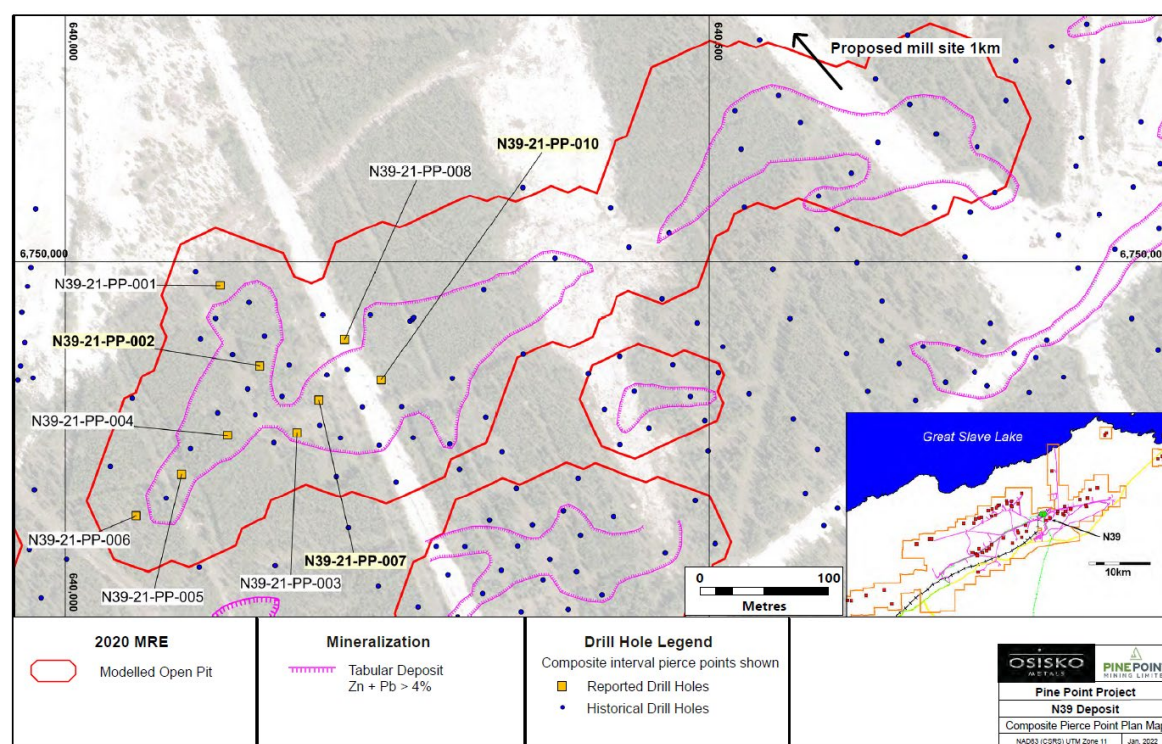 640,000
640,500
Proposed mill site 1km
N39-21-PP-010
N39-21-PP-008
6,750,000
6,750,000
N39-21-PP-001
N39-21-PP-002
N39-21-PP-004
N39-21-PP-006
N39-21-PP-005
N39-21-PP-003
N39-21-PP-007
640,000
0 100
Metres
Great Slave Lake
N39
10km
2020 MRE
Modelled Open Pit
Mineralization
Tabular Deposit
Zn + Pb > 4%
Drill Hole Legend
Composite interval pierce points shown
Reported Drill Holes
Historical Drill Holes
OSISKO
METALS
PINE POINT
MINING LIMITED
Pine Point Project
N39 Deposit
Composite Pierce Point Plan Map
NAD83 (CSRS) UTM Zone 11 Jan. 2022